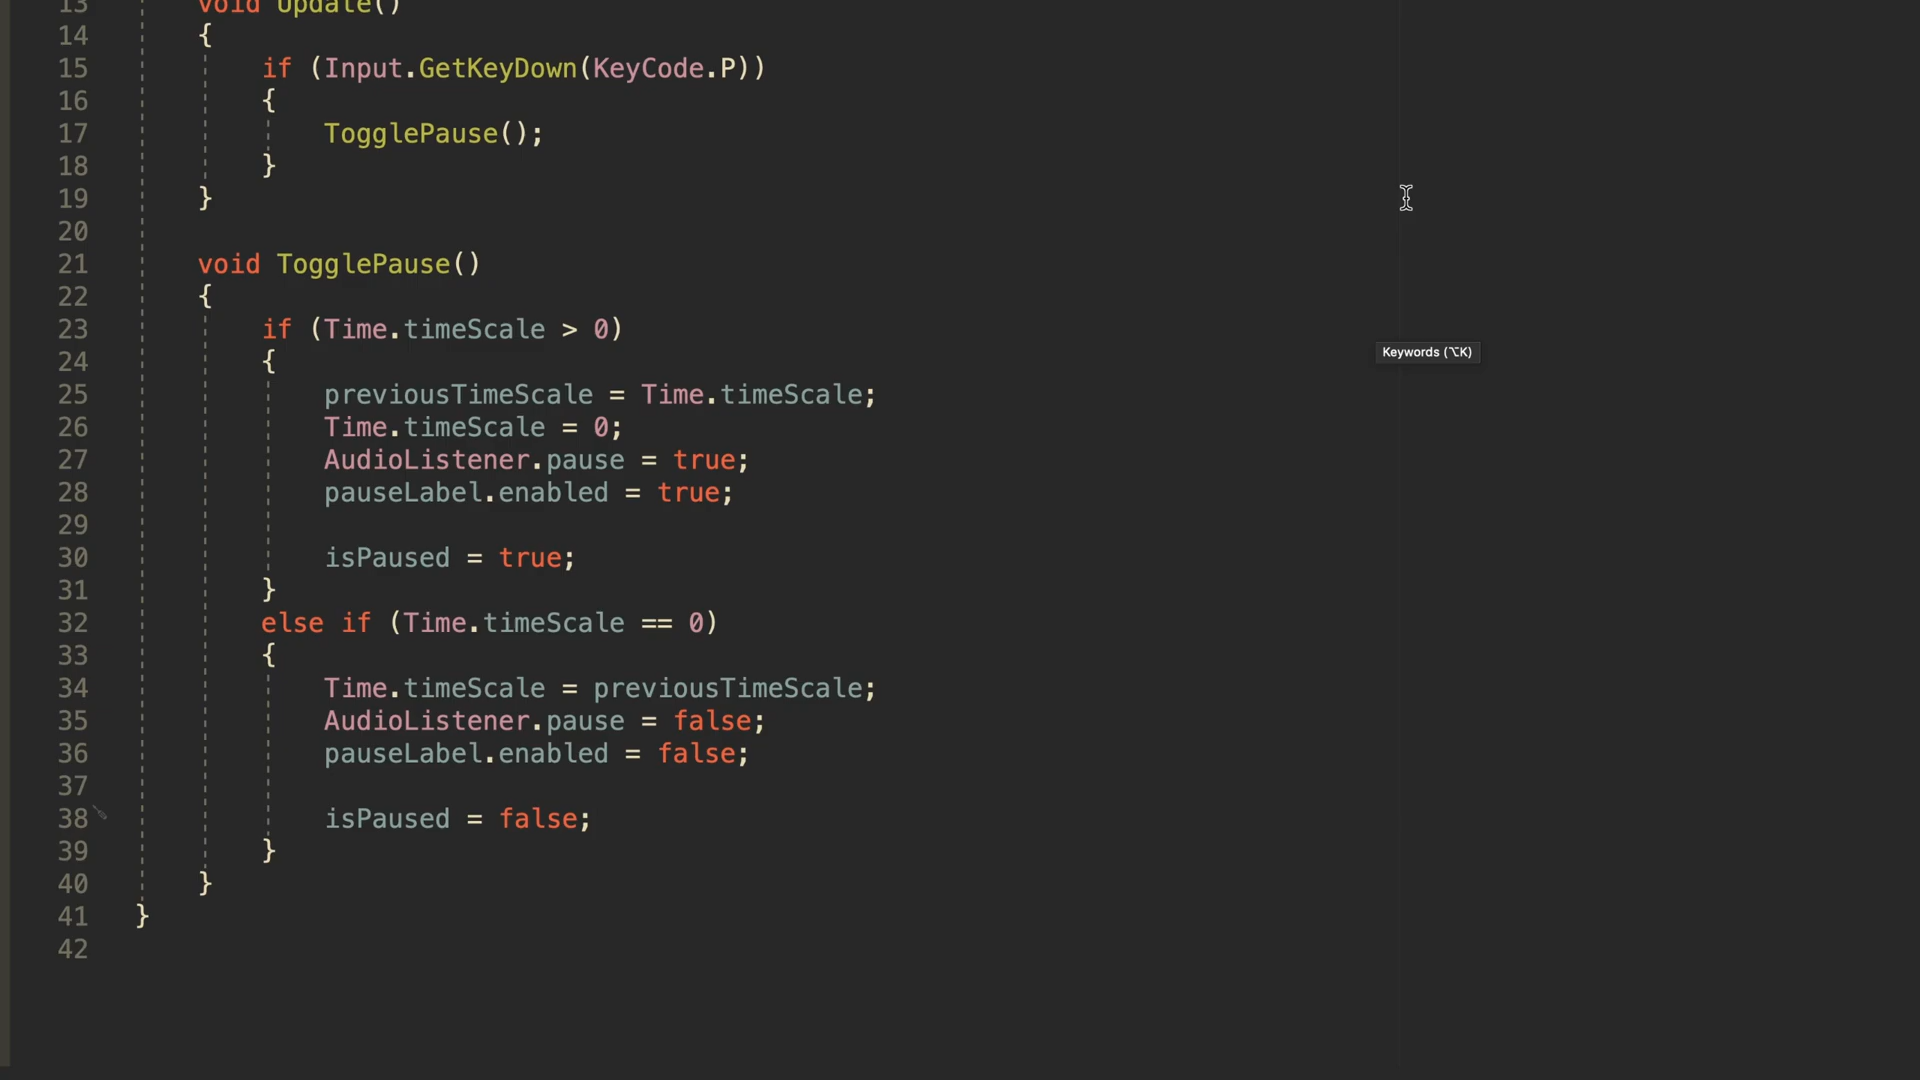 13 void Update()
14 {
15 if (Input.GetKeyDown(KeyCode.P))
16 {
17 TogglePause();
18 }
19 }
20
21 void TogglePause()
22 {
23 if (Time.timeScale > 0)
24 {
25 previousTimeScale = Time.timeScale;
26 Time.timeScale = 0;
27 AudioListener.pause = true;
28 pauseLabel.enabled = true;
29
30 isPaused = true;
31 }
32 else if (Time.timeScale == 0)
33 {
34 Time.timeScale = previousTimeScale;
35 AudioListener.pause = false;
36 pauseLabel.enabled = false;
37
38 isPaused = false;
39 }
40 }
41 }
42
Keywords (⌥K)